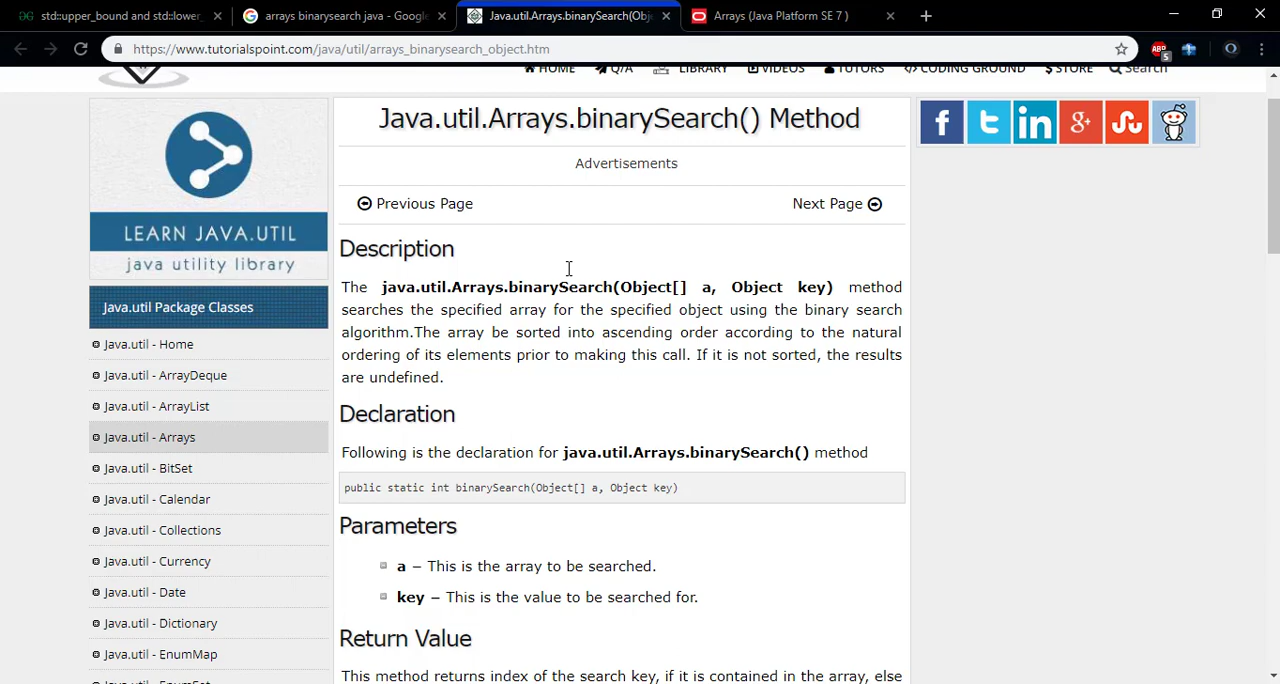 std::upper_bound and std::lower_
arrays binarysearch java - Google
Java.util.Arrays.binarySearch(Obj
Arrays (Java Platform SE 7 )
https://www.tutorialspoint.com/java/util/arrays_binarysearch_object.htm
ABP
5
HOME Q/A LIBRARY VIDEOS TUTORS CODING GROUND STORE Search
Java.util.Arrays.binarySearch() Method
Advertisements
Previous Page
Next Page
LEARN JAVA.UTIL
java utility library
Java.util Package Classes
Java.util - Home
Java.util - ArrayDeque
Java.util - ArrayList
Java.util - Arrays
Java.util - BitSet
Java.util - Calendar
Java.util - Collections
Java.util - Currency
Java.util - Date
Java.util - Dictionary
Java.util - EnumMap
Description
The java.util.Arrays.binarySearch(Object[] a, Object key) method
searches the specified array for the specified object using the binary search
algorithm.The array be sorted into ascending order according to the natural
ordering of its elements prior to making this call. If it is not sorted, the results
are undefined.
Declaration
Following is the declaration for java.util.Arrays.binarySearch() method
public static int binarySearch(Object[] a, Object key)
Parameters
a − This is the array to be searched.
key − This is the value to be searched for.
Return Value
This method returns index of the search key, if it is contained in the array, else